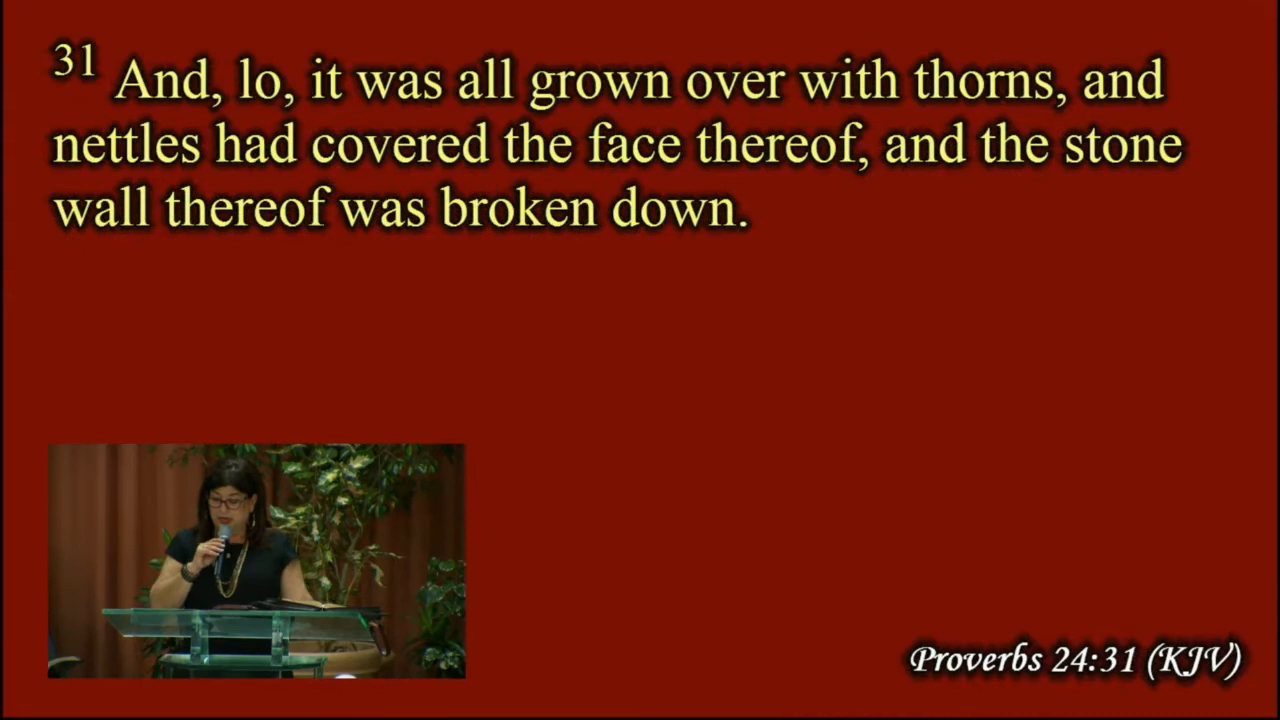 31 And, lo, it was all grown over with thorns, and
nettles had covered the face thereof, and the stone
wall thereof was broken down.
Proverbs 24:31 (KJV)